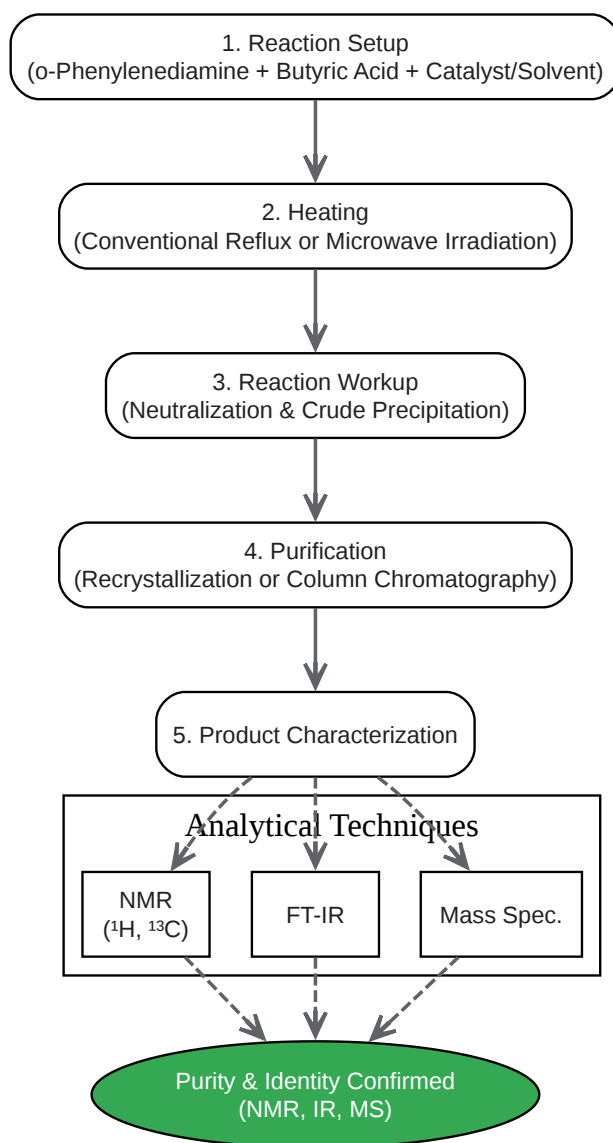 1. Reaction Setup
(o-Phenylenediamine + Butyric Acid + Catalyst/Solvent)
2. Heating
(Conventional Reflux or Microwave Irradiation)
3. Reaction Workup
(Neutralization & Crude Precipitation)
4. Purification
(Recrystallization or Column Chromatography)
5. Product Characterization
Analytical Techniques
NMR
(¹H, ¹³C)
FT-IR
Mass Spec.
Purity & Identity Confirmed
(NMR, IR, MS)